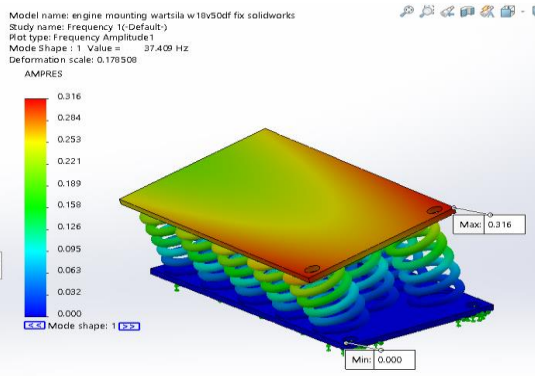 Model name: engine mounting wartsila w18v50df fix solidworks
Study name: Frequency 1(-Default-)
Plot type: Frequency Amplitude1
Mode Shape : 1 Value = 37.409 Hz
Deformation scale: 0.178508
AMPRES
0.316
0.284
0.253
0.221
0.189
0.158
0.126
0.095
0.063
0.032
0.000
<< Mode shape: 1 >>
Max: 0.316
Min: 0.000